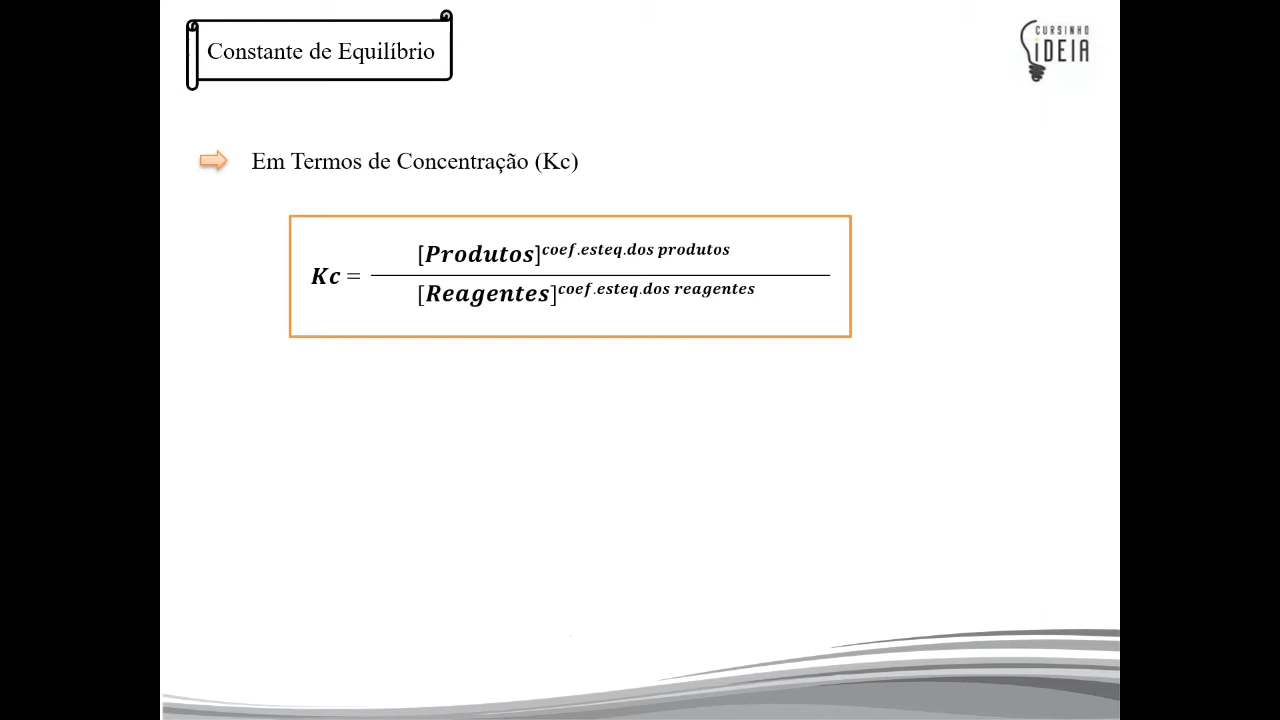 Constante de Equilíbrio
CURSINHO
iDEIA
Em Termos de Concentração (Kc)
[Produtos]^coef.esteq.dos produtos
Kc =
[Reagentes]^coef.esteq.dos reagentes